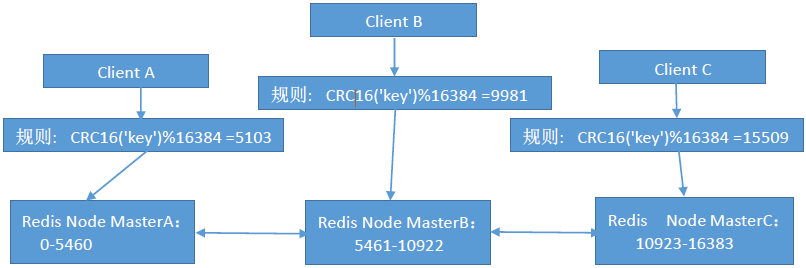 Client B
Client A
Client C
规则: CRC16('key')%16384 =9981
规则: CRC16('key')%16384 =5103
规则: CRC16('key')%16384 =15509
Redis Node MasterA:
0-5460
Redis Node MasterB:
5461-10922
Redis Node MasterC:
10923-16383